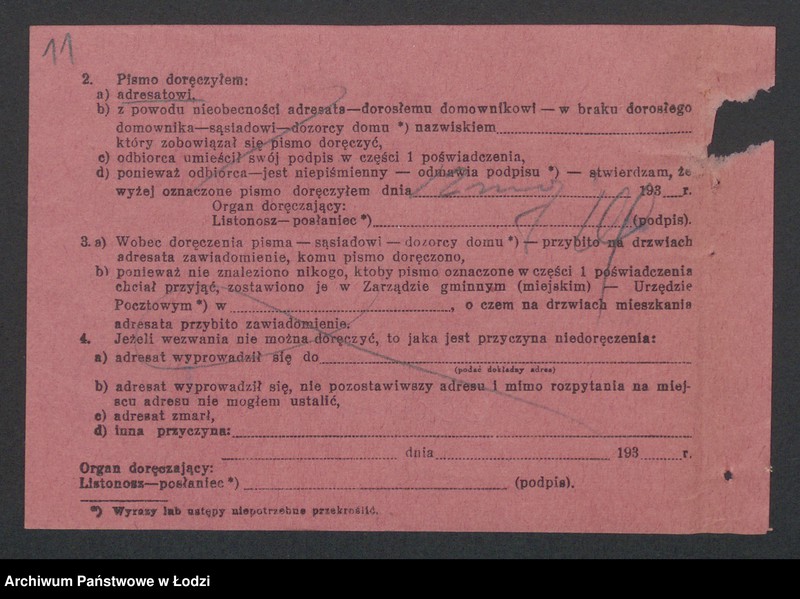 11
2. Pismo doręczyłem:
a) adresatowi,
b) z powodu nieobecności adresata—dorosłemu domownikowi — w braku dorosłego
domownika—sąsiadowi—dozorcy domu *) nazwiskiem
który zobowiązał się pismo doręczyć,
c) odbiorca umieścił swój podpis w części 1 poświadczenia,
d) ponieważ odbiorca—jest niepiśmienny — odmawia podpisu *) — stwierdzam, że
wyżej oznaczone pismo doręczyłem dnia 193 r.
Organ doręczający:
Listonosz—posłaniec *) (podpis).
3. a) Wobec doręczenia pisma — sąsiadowi — dozorcy domu *) — przybito na drzwiach
adresata zawiadomienie, komu pismo doręczono,
b) ponieważ nie znaleziono nikogo, ktoby pismo oznaczone w części 1 poświadczenia
chciał przyjąć, zostawiono je w Zarządzie gminnym (miejskim) — Urzędzie
Pocztowym *) w , o czem na drzwiach mieszkania
adresata przybito zawiadomienie.
4. Jeżeli wezwania nie można doręczyć, to jaka jest przyczyna niedoręczenia:
a) adresat wyprowadził się do
(podać dokładny adres)
b) adresat wyprowadził się, nie pozostawiwszy adresu i mimo rozpytania na miej-
scu adresu nie mogłem ustalić,
c) adresat zmarł,
d) inna przyczyna:
dnia 193 r.
Organ doręczający:
Listonosz—posłaniec *) (podpis).
*) Wyrazy lub ustępy niepotrzebne przekreślić.
Archiwum Państwowe w Łodzi